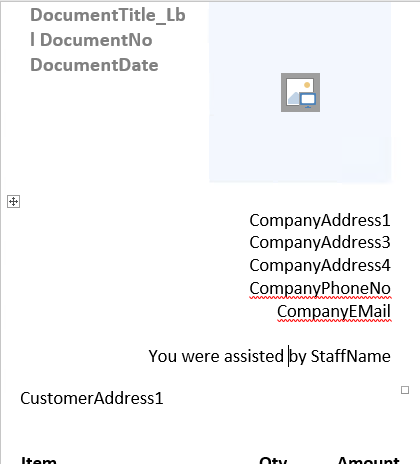 DocumentTitle_Lb
l DocumentNo
DocumentDate
CompanyAddress1
CompanyAddress3
CompanyAddress4
CompanyPhoneNo
CompanyEMail
You were assisted by StaffName
CustomerAddress1
Item Qty Amount